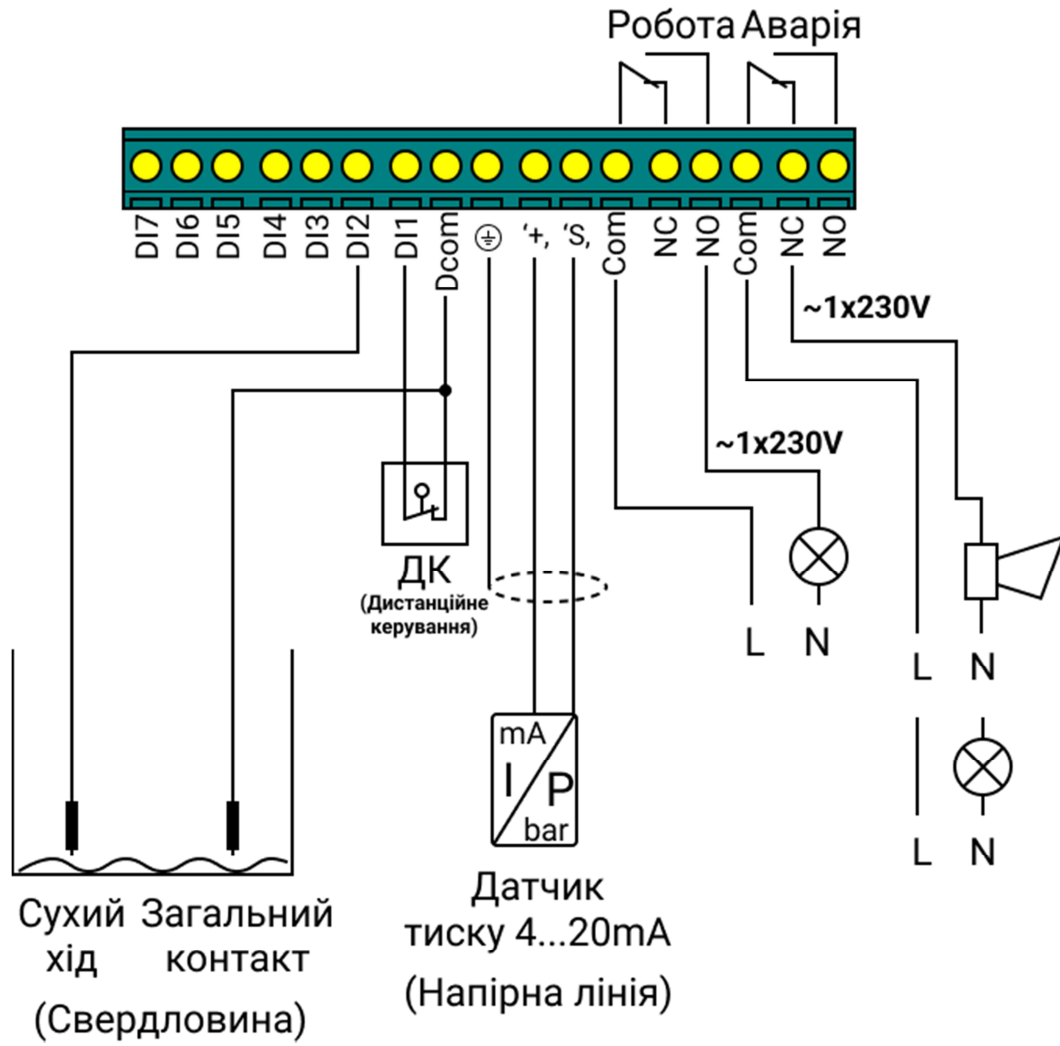 Робота Аварія
DI7 DI6 DI5 DI4 DI3 DI2 DI1 Dcom '+, 'S, Com NC NO Com NC NO
~1x230V
~1x230V
ДК
(Дистанційне
керування)
L N
L N
mA
I P
bar
L N
Сухий Загальний
хід контакт
(Свердловина)
Датчик
тиску 4...20mA
(Напірна лінія)